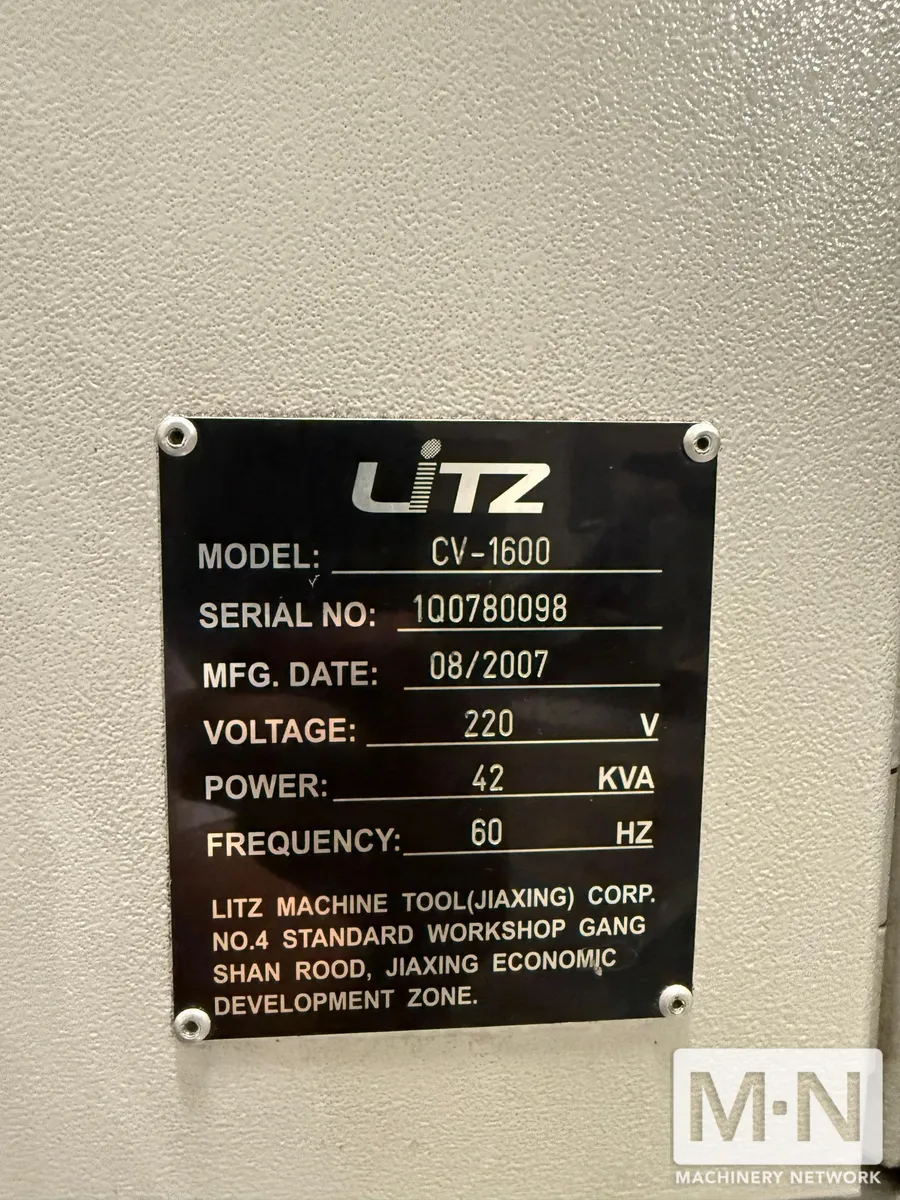 LiTZ
MODEL: CV-1600
SERIAL NO: 1Q0780098
MFG. DATE: 08/2007
VOLTAGE: 220 V
POWER: 42 KVA
FREQUENCY: 60 HZ
LITZ MACHINE TOOL(JIAXING) CORP.
NO.4 STANDARD WORKSHOP GANG
SHAN ROOD, JIAXING ECONOMIC
DEVELOPMENT ZONE.
M·N
MACHINERY NETWORK